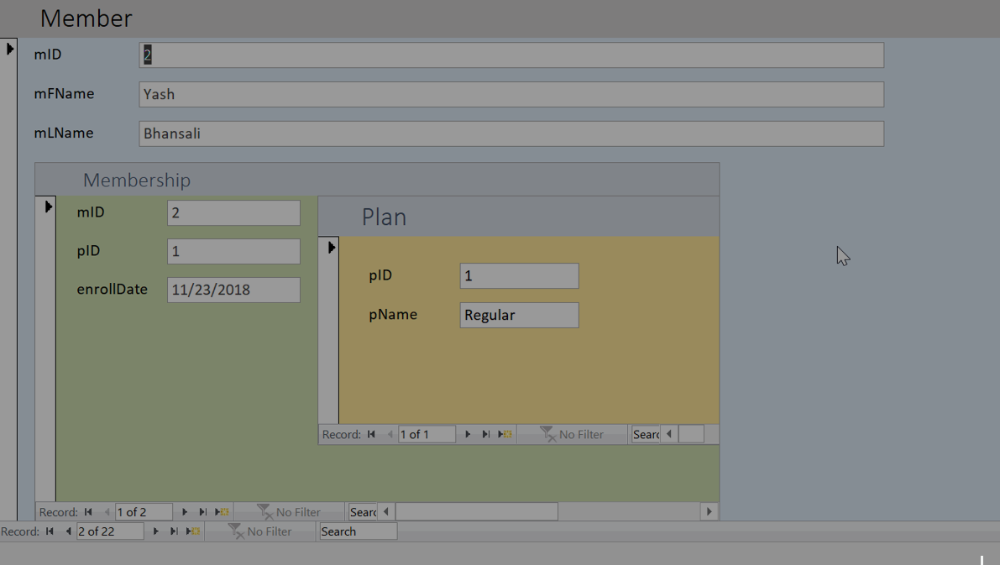 Member
mID 2
mFName Yash
mLName Bhansali
Membership
mID 2
pID 1
enrollDate 11/23/2018
Plan
pID 1
pName Regular
Record: 1 of 1 No Filter Searc
Record: 1 of 2 No Filter Searc
Record: 2 of 22 No Filter Search